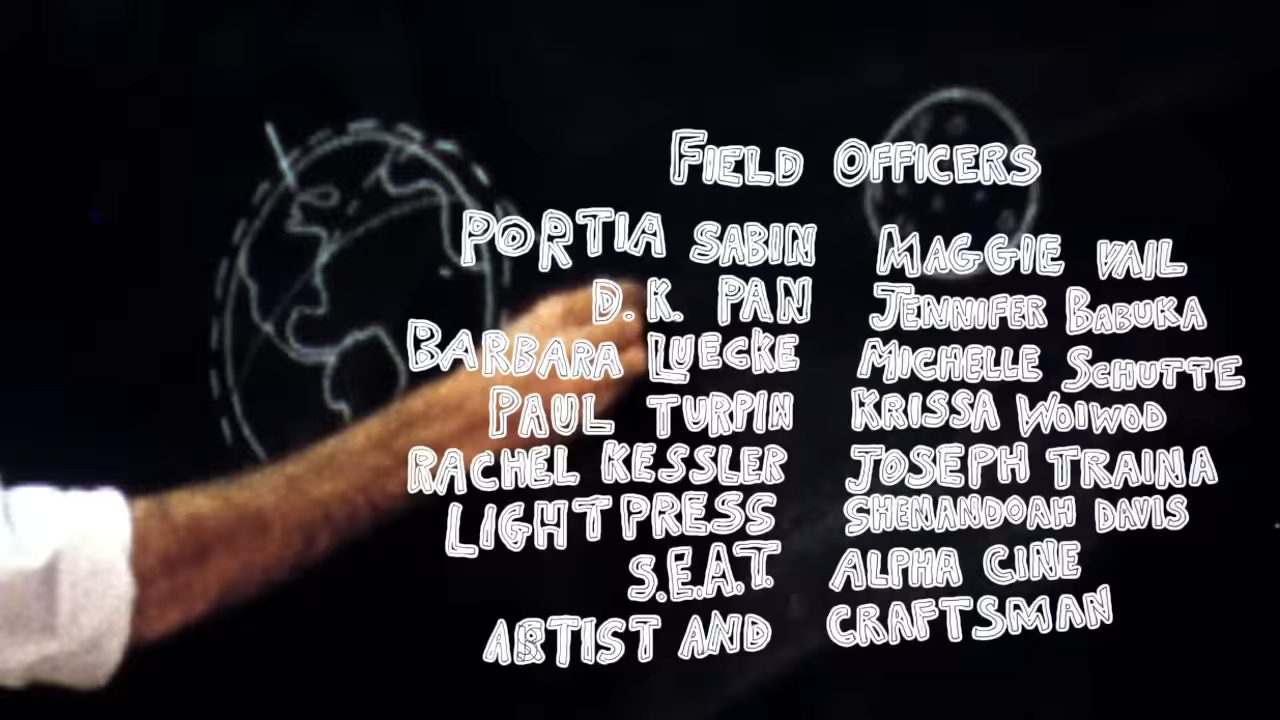 FIELD OFFICERS
PORTIA SABIN MAGGIE VAIL
D.K. PAN JENNIFER BABUKA
BARBARA LUECKE MICHELLE SCHUTTE
PAUL TURPIN KRISSA WOIWOD
RACHEL KESSLER JOSEPH TRAINA
LIGHTPRESS SHENANDOAH DAVIS
S.E.A.T. ALPHA CINE
ARTIST AND CRAFTSMAN